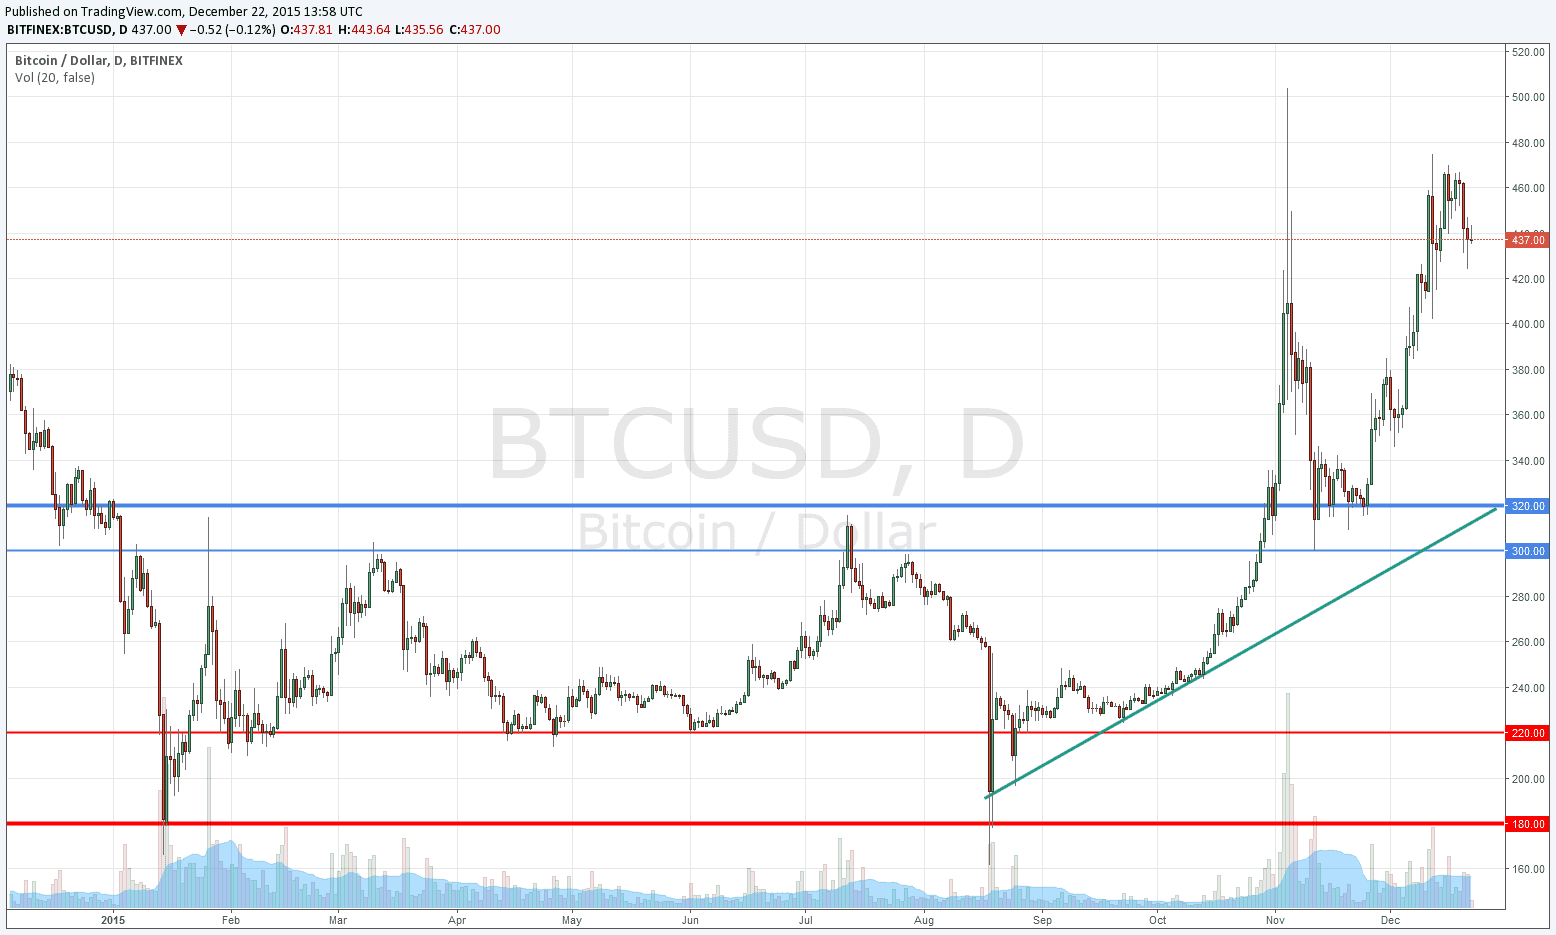 Published on TradingView.com, December 22, 2015 13:58 UTC
BITFINEX:BTCUSD, D 437.00 ▼ −0.52 (−0.12%) O:437.81 H:443.64 L:435.56 C:437.00
Bitcoin / Dollar, D, BITFINEX
Vol (20, false)
BTCUSD, D
Bitcoin / Dollar
520.00
500.00
480.00
460.00
440.00
437.00
420.00
400.00
380.00
360.00
340.00
320.00
300.00
280.00
260.00
240.00
220.00
200.00
180.00
160.00
2015 Feb Mar Apr May Jun Jul Aug Sep Oct Nov Dec